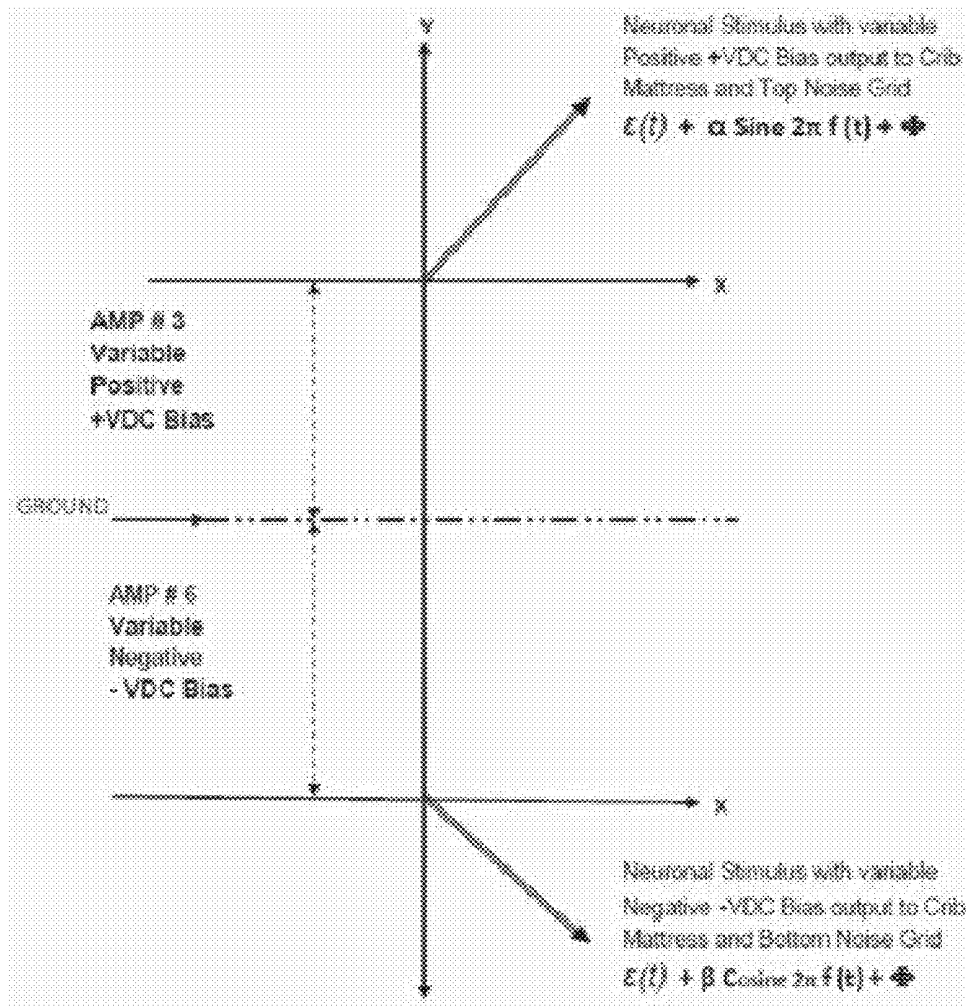 Y
Neuronal Stimulus with variable
Positive +VDC Bias output to Crib
Mattress and Top Noise Grid
ε(t) + α Sine 2π f (t) + Φ
X
AMP # 3
Variable
Positive
+VDC Bias
GROUND
AMP # 6
Variable
Negative
- VDC Bias
X
Neuronal Stimulus with variable
Negative -VDC Bias output to Crib
Mattress and Bottom Noise Grid
ε(t) + β Cosine 2π f (t) + Φ